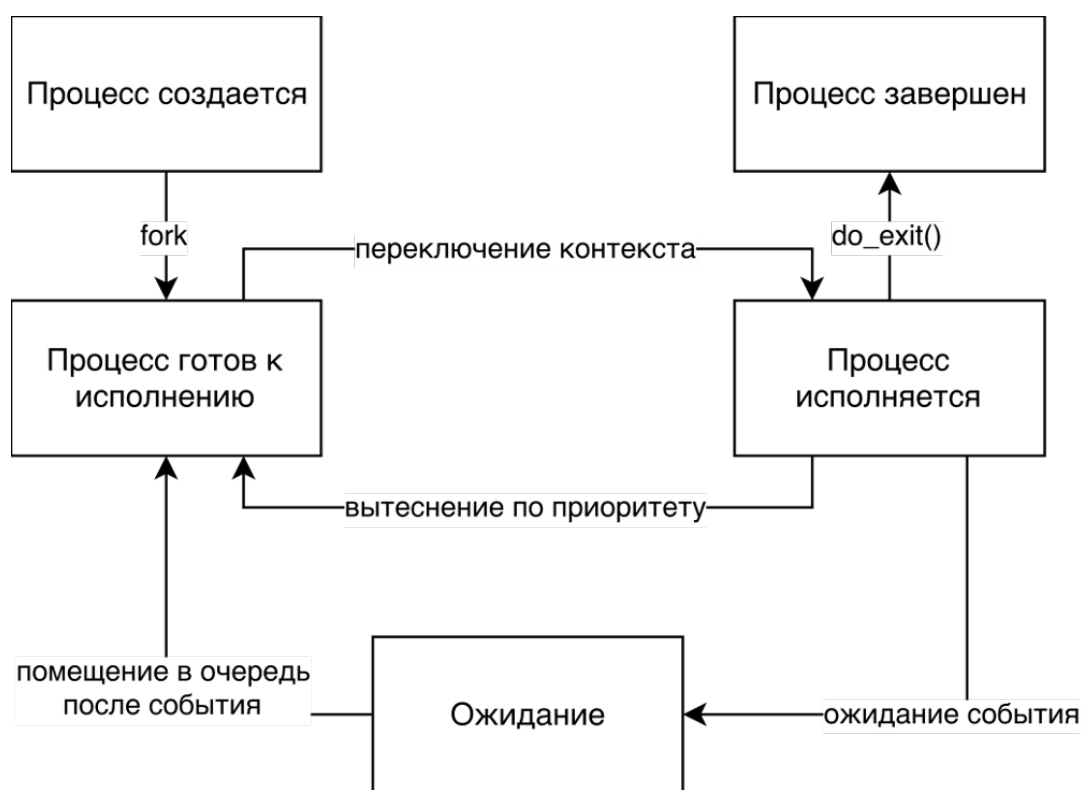 Процесс создается
Процесс завершен
fork
do_exit()
переключение контекста
Процесс готов к
исполнению
Процесс
исполняется
вытеснение по приоритету
помещение в очередь
после события
Ожидание
ожидание события